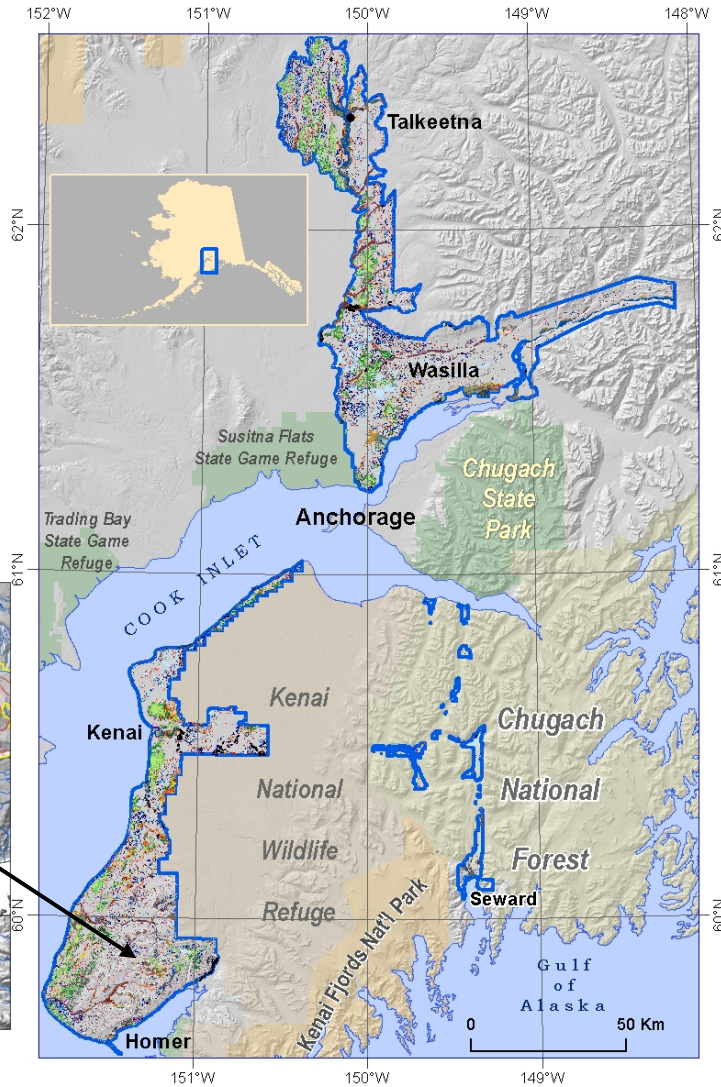 152°W 151°W 150°W 149°W 148°W
Talkeetna
62°N 62°N
Wasilla
Susitna Flats
State Game Refuge
Chugach
State
Park
Anchorage
Trading Bay
State Game
Refuge
COOK INLET
61°N 61°N
Kenai
Chugach
Kenai
National
National
Wildlife
Forest
Refuge
Seward
60°N 60°N
Kenai Fjords Nat'l Park
Gulf
of
Alaska
0 50 Km
Homer
151°W 150°W 149°W